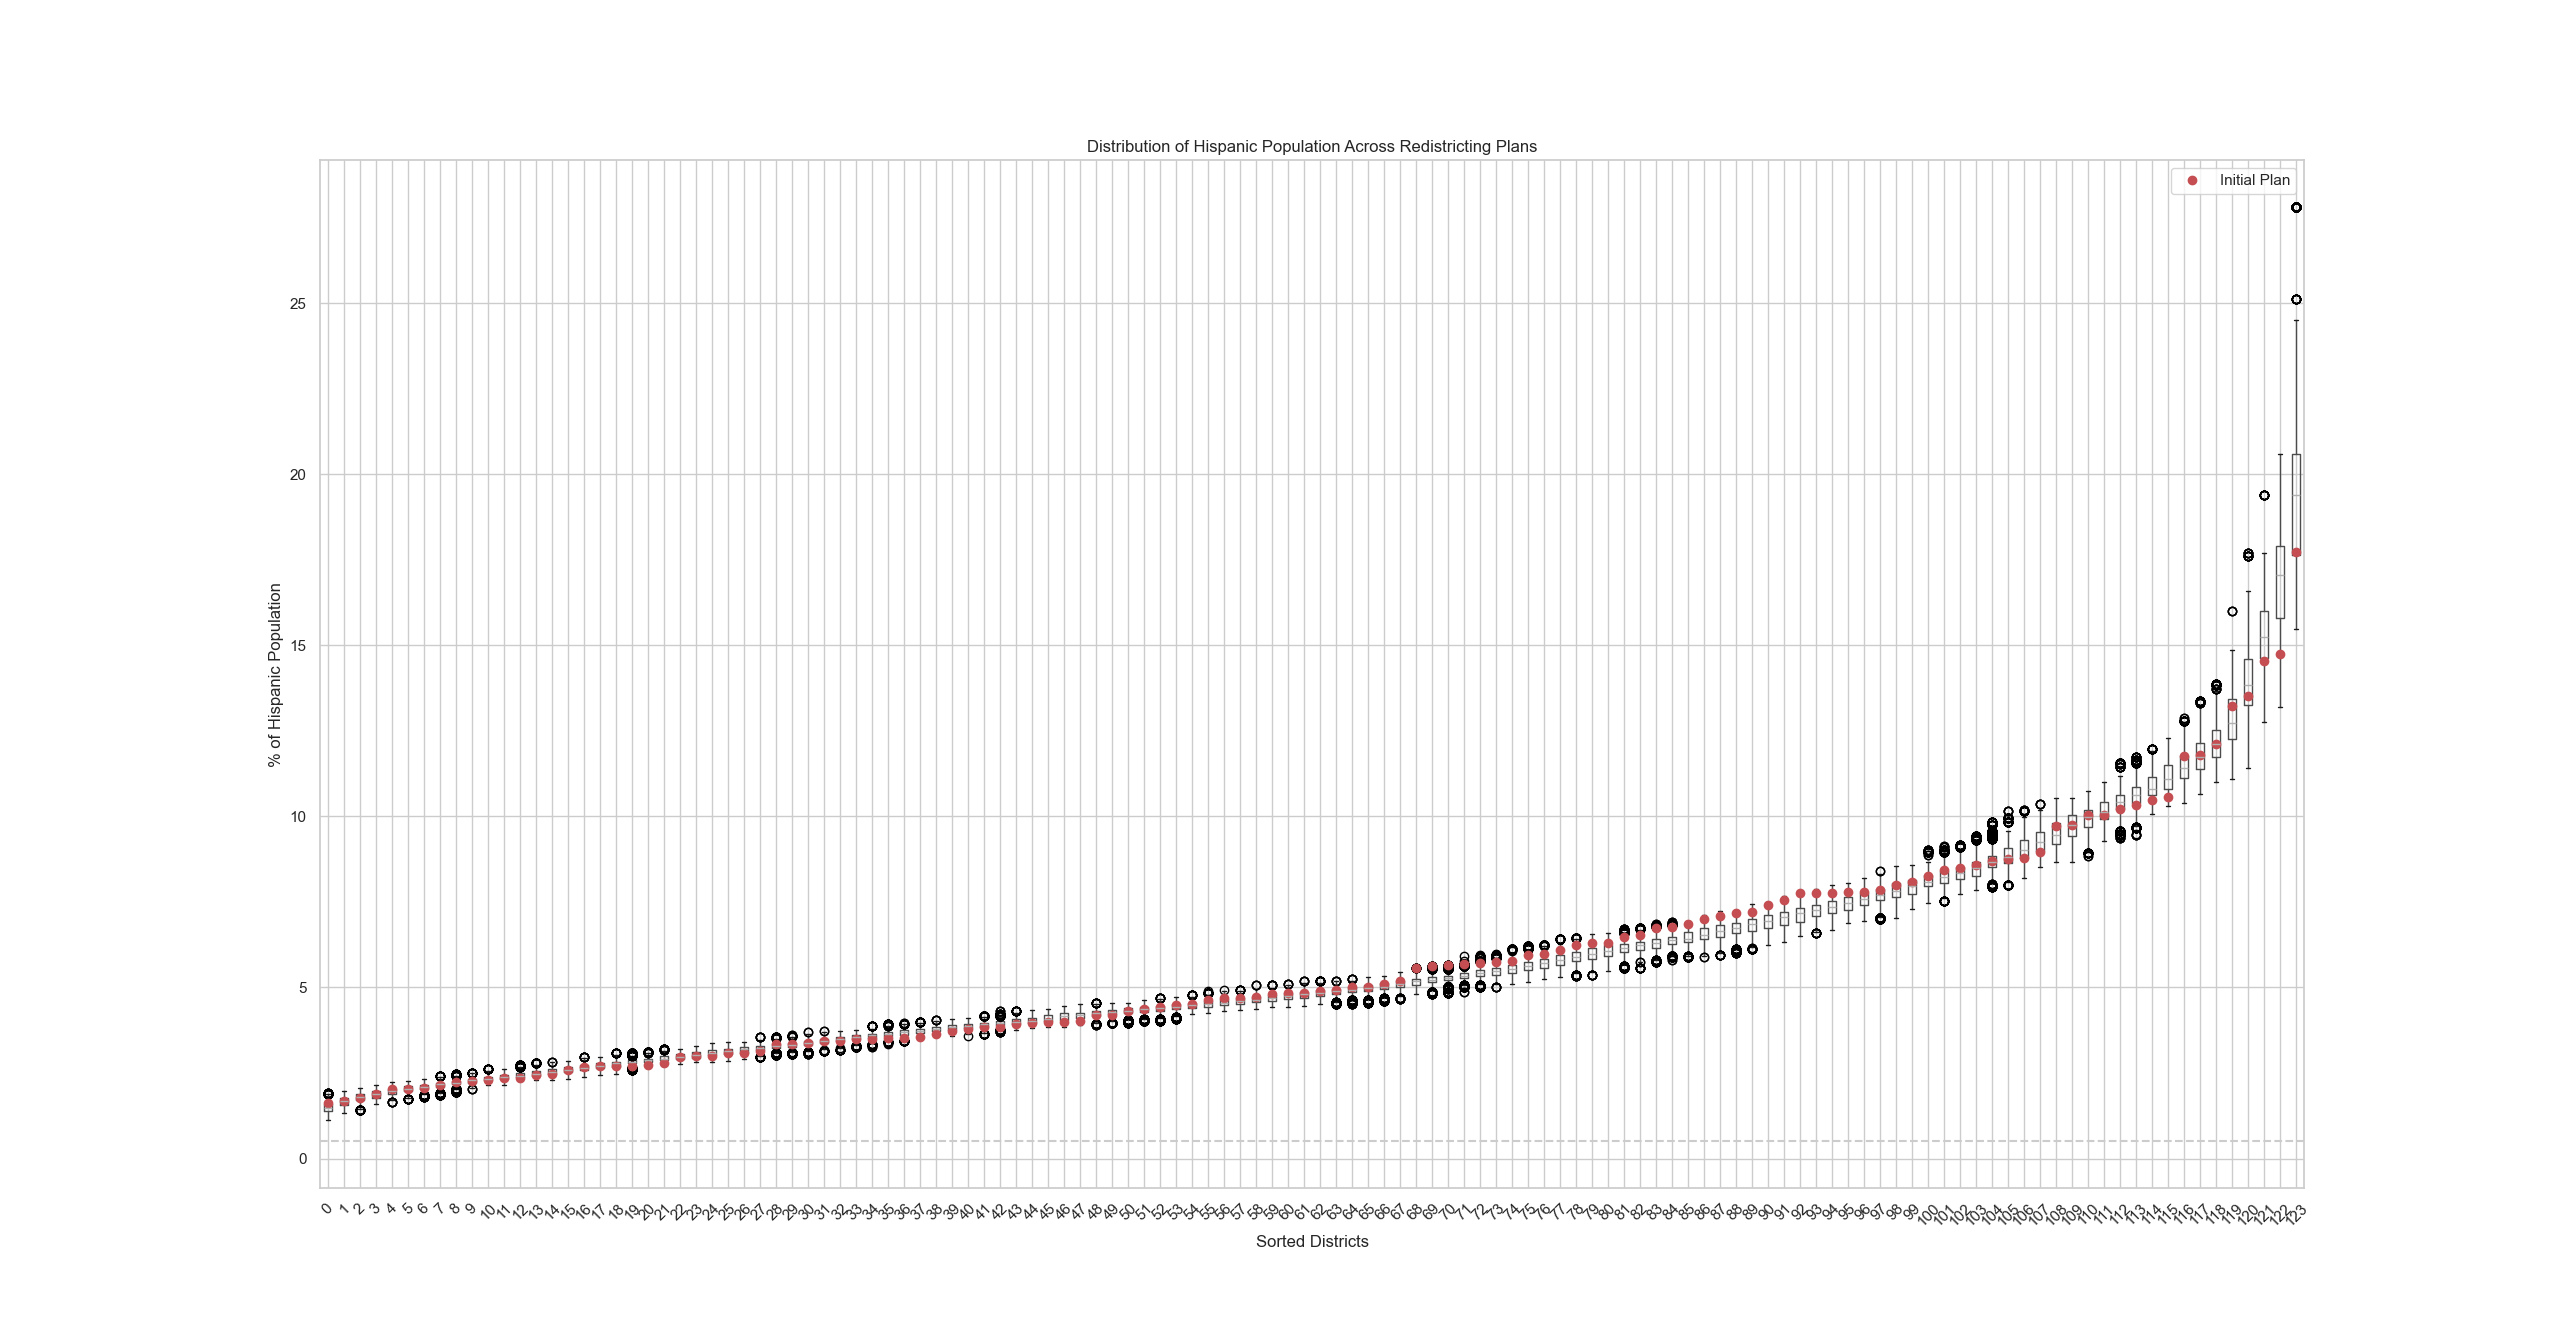 Distribution of Hispanic Population Across Redistricting Plans
Initial Plan
% of Hispanic Population
25
20
15
10
5
0
0 1 2 3 4 5 6 7 8 9 10 11 12 13 14 15 16 17 18 19 20 21 22 23 24 25 26 27 28 29 30 31 32 33 34 35 36 37 38 39 40 41 42 43 44 45 46 47 48 49 50 51 52 53 54 55 56 57 58 59 60 61 62 63 64 65 66 67 68 69 70 71 72 73 74 75 76 77 78 79 80 81 82 83 84 85 86 87 88 89 90 91 92 93 94 95 96 97 98 99 100 101 102 103 104 105 106 107 108 109 110 111 112 113 114 115 116 117 118 119 120 121 122 123
Sorted Districts